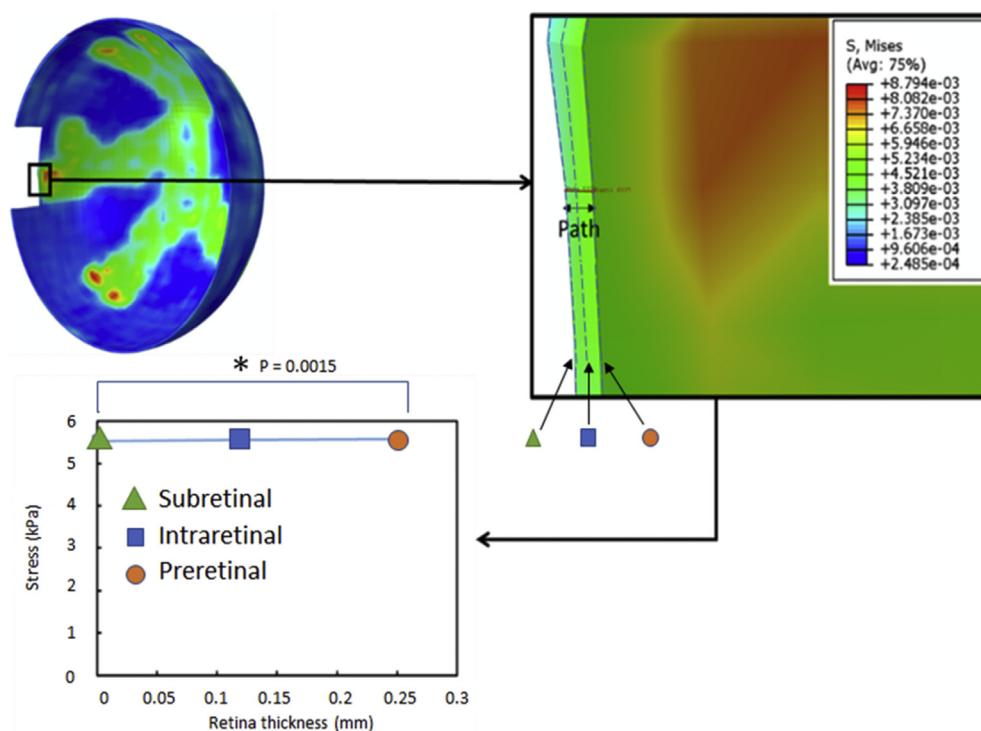 S, Mises
(Avg: 75%)
+8.794e-03
+8.082e-03
+7.370e-03
+6.658e-03
+5.946e-03
+5.234e-03
+4.521e-03
+3.809e-03
+3.097e-03
+2.385e-03
+1.673e-03
+9.606e-04
+2.485e-04
Path
* P = 0.0015
6
5
4
3
2
1
0
Stress (kPa)
Subretinal
Intraretinal
Preretinal
0 0.05 0.1 0.15 0.2 0.25 0.3
Retina thickness (mm)